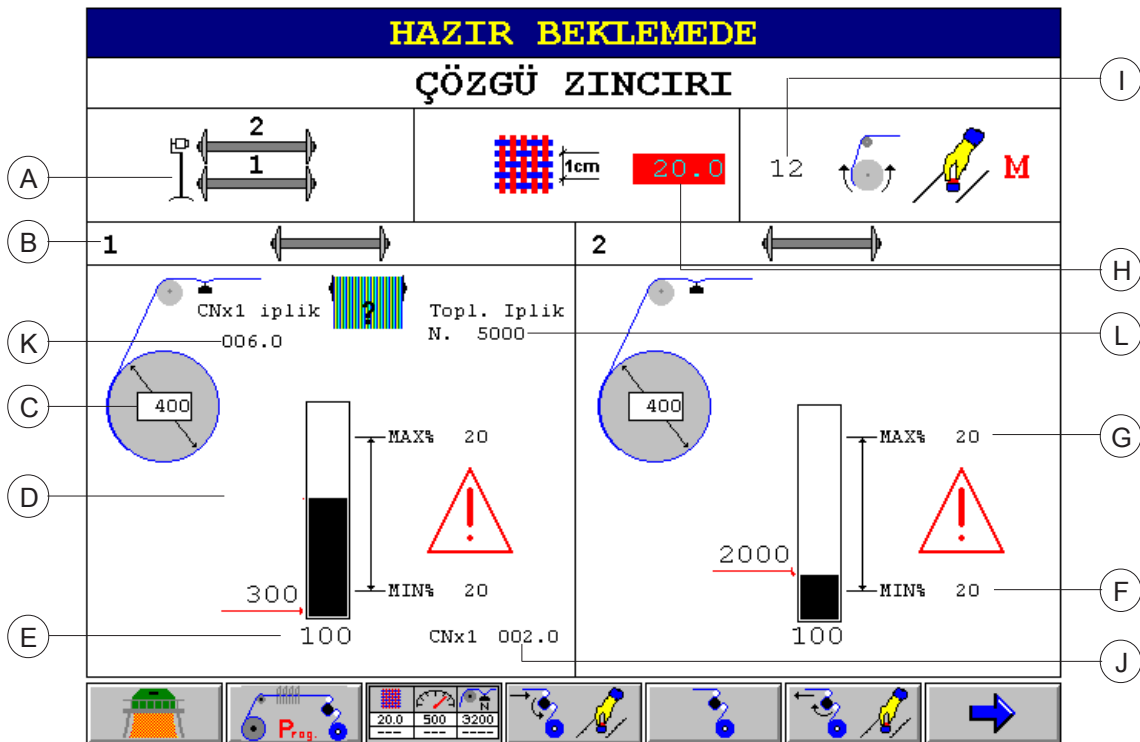 HAZIR BEKLEMEDE
ÇÖZGÜ ZINCIRI
I
2
1
A
1cm
20.0
12
M
B
1
2
H
CNx1 iplik
?
Topl. Iplik
K
006.0
N. 5000
L
C
400
400
MAX% 20
MAX% 20
G
D
2000
300
MIN% 20
MIN% 20
F
E
100
CNx1 002.0
100
J
Prog.
N
20.0 500 3200
--- --- ----